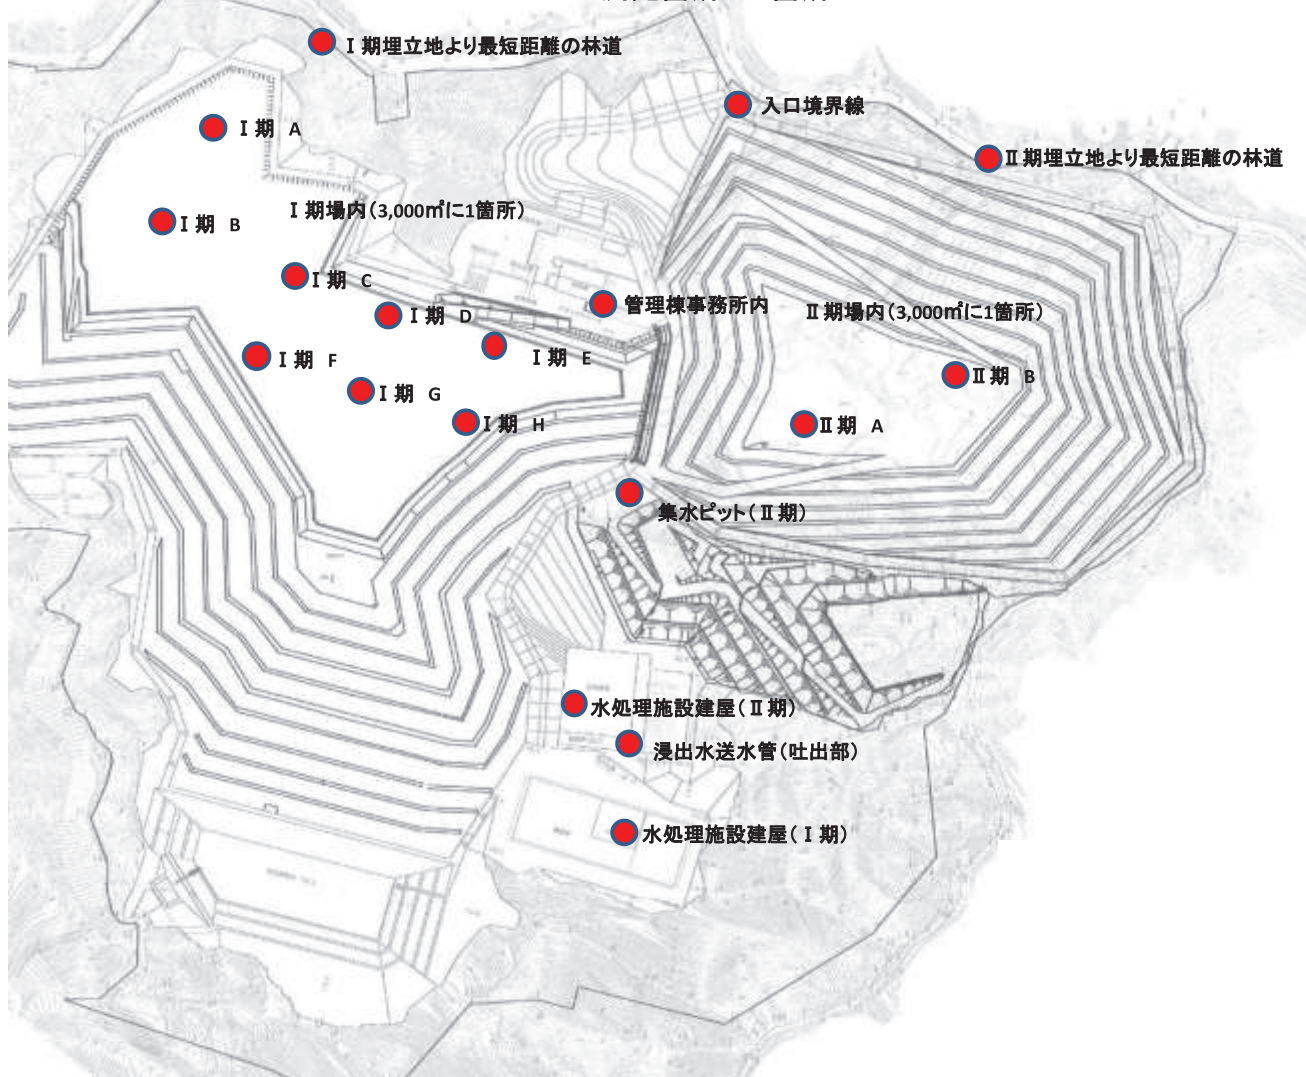 Ⅰ期埋立地より最短距離の林道
入口境界線
Ⅰ期 A
Ⅱ期埋立地より最短距離の林道
Ⅰ期場内(3,000㎡に1箇所)
Ⅰ期 B
Ⅰ期 C
管理棟事務所内
Ⅱ期場内(3,000㎡に1箇所)
Ⅰ期 D
Ⅰ期 E
Ⅰ期 F
Ⅱ期 B
Ⅰ期 G
Ⅰ期 H
Ⅱ期 A
集水ピット(Ⅱ期)
水処理施設建屋(Ⅱ期)
浸出水送水管(吐出部)
水処理施設建屋(Ⅰ期)